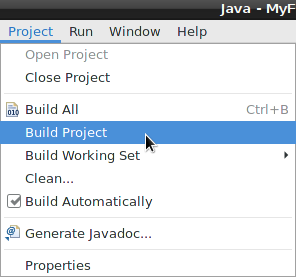 Java - MyF
Project Run Window Help
Open Project
Close Project
010
Build All Ctrl+B
Build Project
Build Working Set
Clean...
Build Automatically
@ Generate Javadoc...
Properties